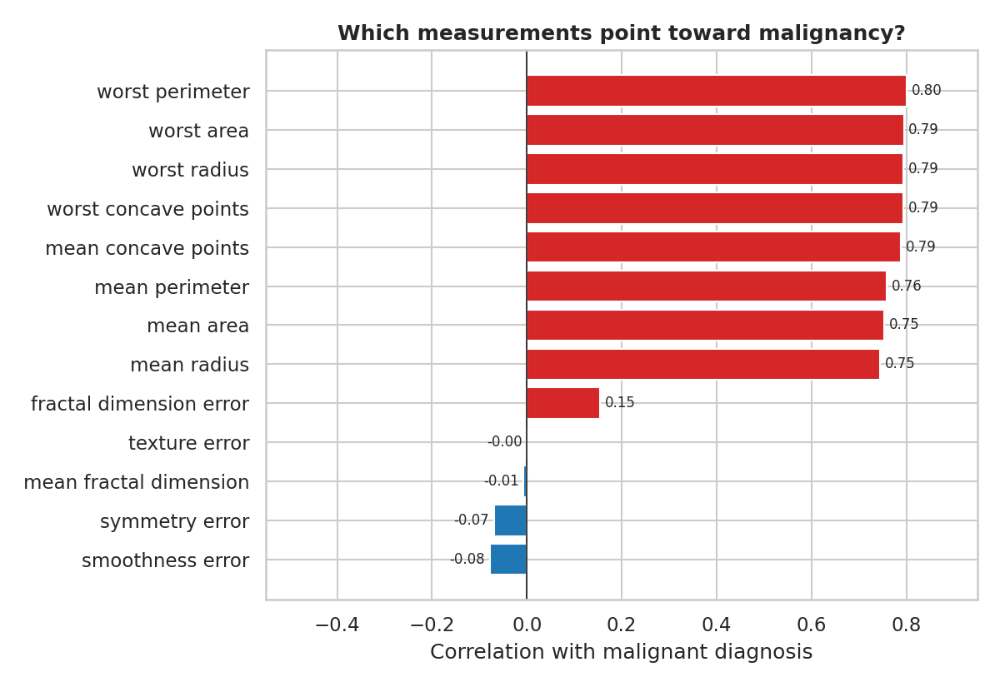 Which measurements point toward malignancy?
worst perimeter 0.80
worst area 0.79
worst radius 0.79
worst concave points 0.79
mean concave points 0.79
mean perimeter 0.76
mean area 0.75
mean radius 0.75
fractal dimension error 0.15
texture error -0.00
mean fractal dimension -0.01
symmetry error -0.07
smoothness error -0.08
−0.4 −0.2 0.0 0.2 0.4 0.6 0.8
Correlation with malignant diagnosis